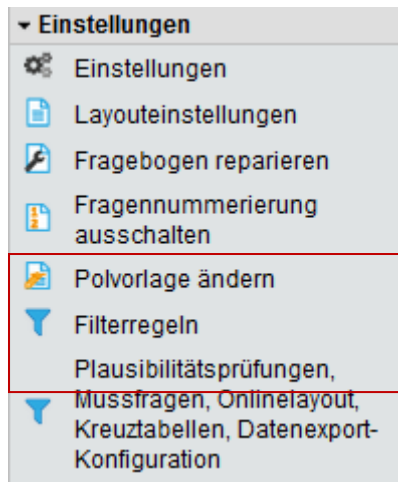 Einstellungen
Einstellungen
Layouteinstellungen
Fragebogen reparieren
Fragennummerierung
ausschalten
Polvorlage ändern
Filterregeln
Plausibilitätsprüfungen,
Mussfragen, Onlinelayout,
Kreuztabellen, Datenexport-
Konfiguration